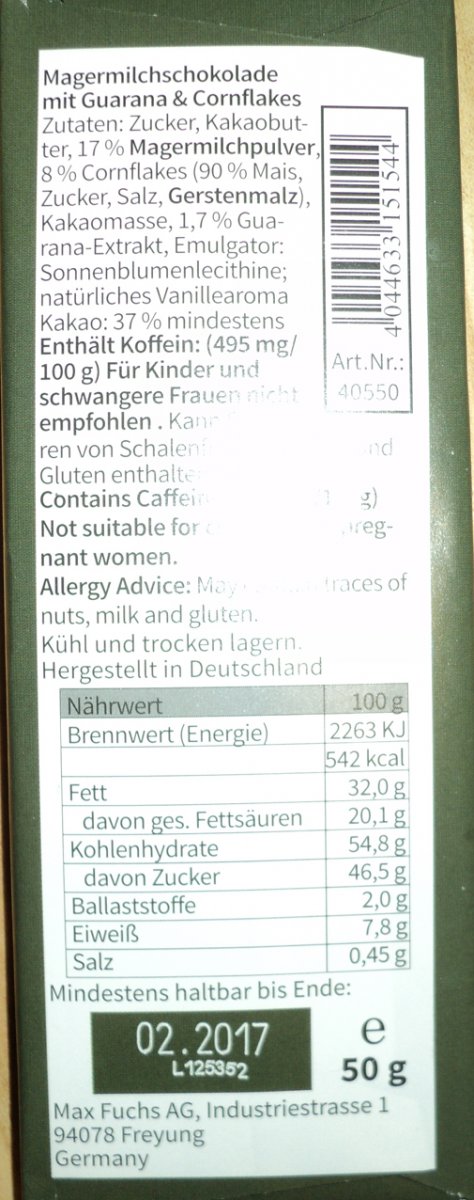 Magermilchschokolade
mit Guarana & Cornflakes
Zutaten: Zucker, Kakaobut-
ter, 17 % Magermilchpulver,
8 % Cornflakes (90 % Mais,
Zucker, Salz, Gerstenmalz),
Kakaomasse, 1,7 % Gua-
rana-Extrakt, Emulgator:
Sonnenblumenlecithine;
natürliches Vanillearoma
Kakao: 37 % mindestens
Enthält Koffein: (495 mg/
100 g) Für Kinder und
schwangere Frauen nicht
empfohlen . Kann
ren von
Gluten
Contains g)
Not suitable for preg-
nant women.
Allergy Advice: May traces of
nuts, milk and gluten.
Kühl und trocken lagern.
Hergestellt in Deutschland
4 044633 151544
Art.Nr.:
40550
Nährwert 100 g
Brennwert (Energie) 2263 KJ
542 kcal
Fett 32,0 g
davon ges. Fettsäuren 20,1 g
Kohlenhydrate 54,8 g
davon Zucker 46,5 g
Ballaststoffe 2,0 g
Eiweiß 7,8 g
Salz 0,45 g
Mindestens haltbar bis Ende:
02.2017
L125352
e
50 g
Max Fuchs AG, Industriestrasse 1
94078 Freyung
Germany